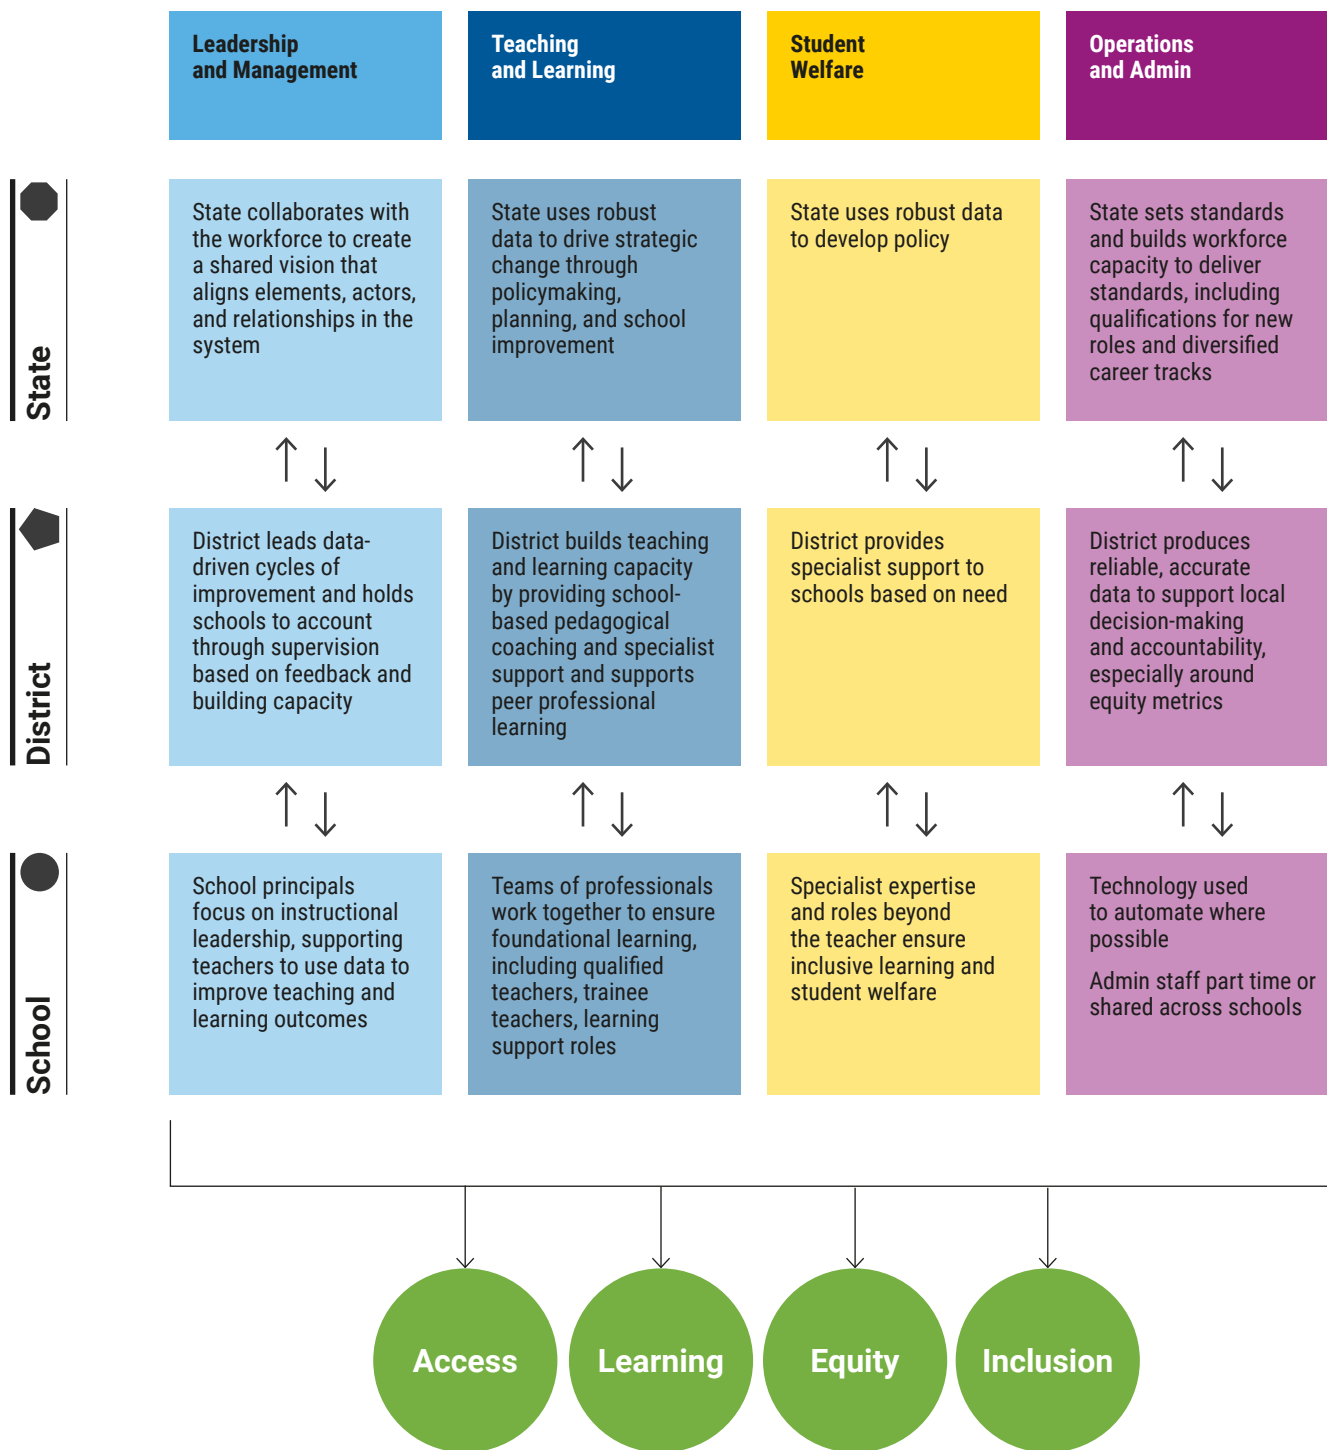 Leadership
and Management
Teaching
and Learning
Student
Welfare
Operations
and Admin
State
State collaborates with
the workforce to create
a shared vision that
aligns elements, actors,
and relationships in the
system
State uses robust
data to drive strategic
change through
policymaking,
planning, and school
improvement
State uses robust data
to develop policy
State sets standards
and builds workforce
capacity to deliver
standards, including
qualifications for new
roles and diversified
career tracks
District
District leads data-
driven cycles of
improvement and holds
schools to account
through supervision
based on feedback and
building capacity
District builds teaching
and learning capacity
by providing school-
based pedagogical
coaching and specialist
support and supports
peer professional
learning
District provides
specialist support to
schools based on need
District produces
reliable, accurate
data to support local
decision-making
and accountability,
especially around
equity metrics
School
School principals
focus on instructional
leadership, supporting
teachers to use data to
improve teaching and
learning outcomes
Teams of professionals
work together to ensure
foundational learning,
including qualified
teachers, trainee
teachers, learning
support roles
Specialist expertise
and roles beyond
the teacher ensure
inclusive learning and
student welfare
Technology used
to automate where
possible
Admin staff part time or
shared across schools
Access
Learning
Equity
Inclusion